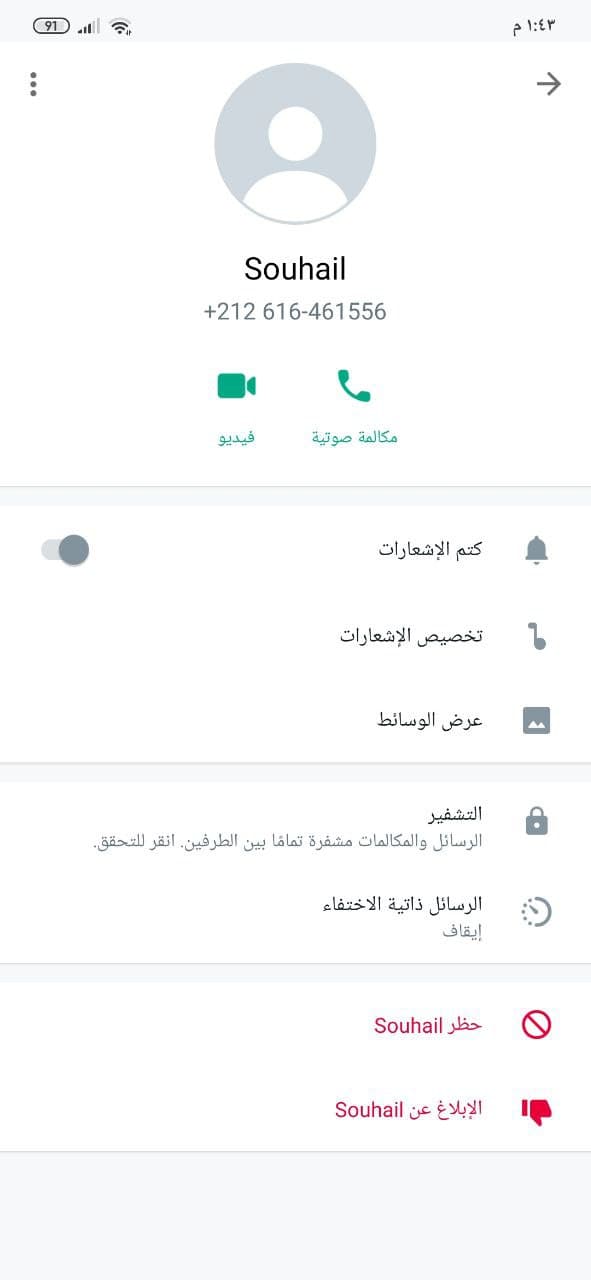 ١:٤٣ م
91
Souhail
+212 616-461556
مكالمة صوتية
فيديو
كتم الإشعارات
تخصيص الإشعارات
عرض الوسائط
التشفير
الرسائل والمكالمات مشفرة تمامًا بين الطرفين. انقر للتحقق.
الرسائل ذاتية الاختفاء
إيقاف
حظر Souhail
الإبلاغ عن Souhail